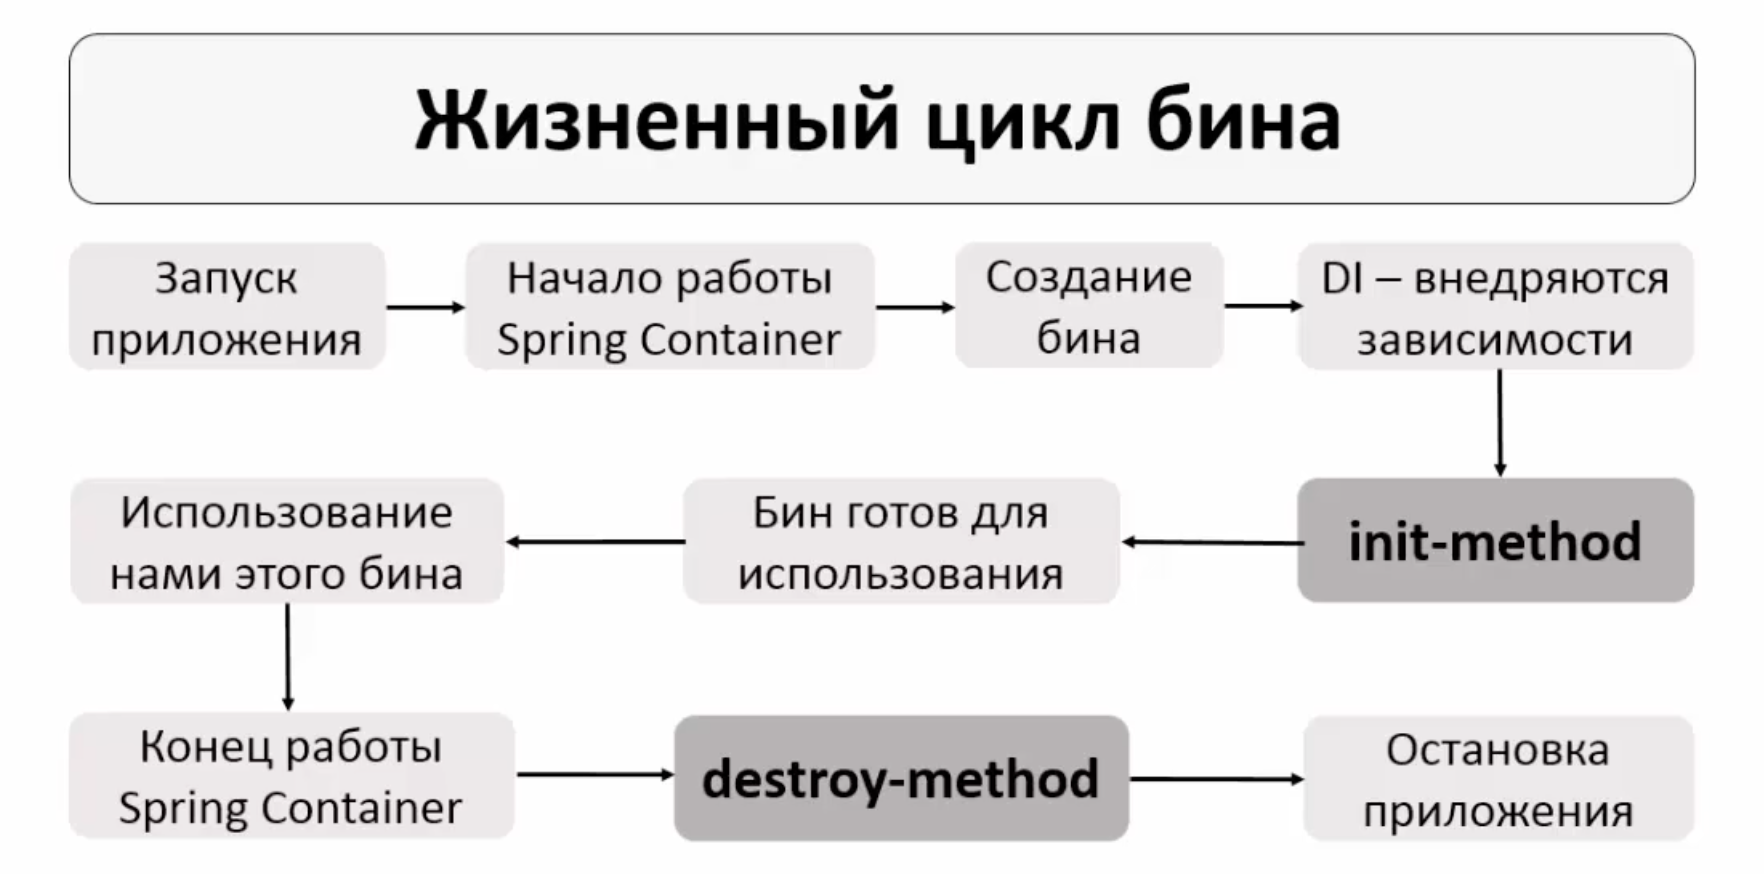 Жизненный цикл бина
Запуск
приложения
Начало работы
Spring Container
Создание
бина
DI – внедряются
зависимости
init-method
Бин готов для
использования
Использование
нами этого бина
Конец работы
Spring Container
destroy-method
Остановка
приложения